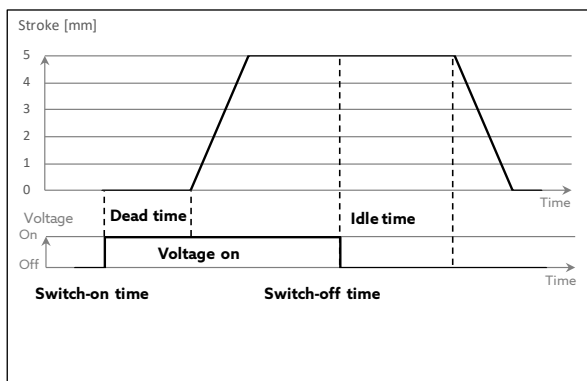 Stroke [mm]
5
4
3
2
1
0
Time
Voltage
Dead time
Idle time
On
Voltage on
Off
Time
Switch-on time
Switch-off time